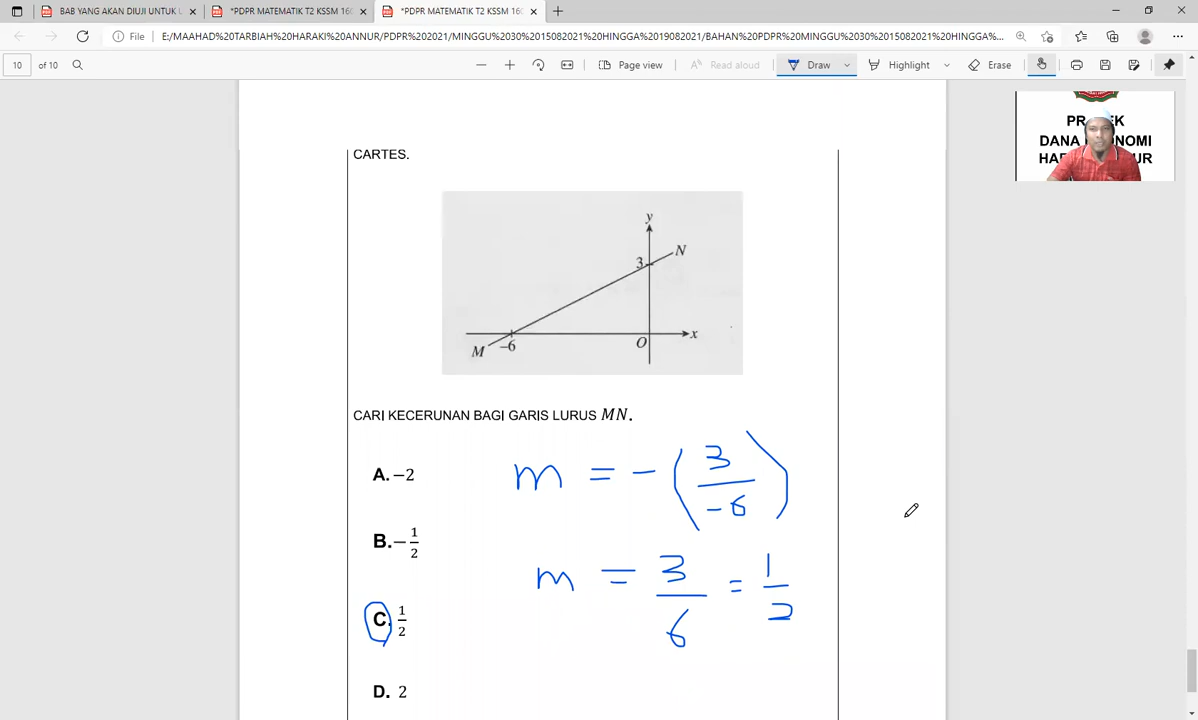 BAB YANG AKAN DIUJI UNTUK U
*PDPR MATEMATIK T2 KSSM 160
*PDPR MATEMATIK T2 KSSM 160
File
E:/MAAHAD%20TARBIAH%20HARAKI%20ANNUR/PDPR%202021/MINGGU%2030%2015082021%20HINGGA%2019082021/BAHAN%20PDPR%20MINGGU%2030%2015082021%20HINGGA%...
10 of 10
Page view
Read aloud
Draw
Highlight
Erase
DANA
CARTES.
y
N
3
x
O
M
-6
CARI KECERUNAN BAGI GARIS LURUS MN.
A. -2
m = - ( 3 / -6 )
B. - 1/2
m = 3/6 = 1/2
C. 1/2
D. 2